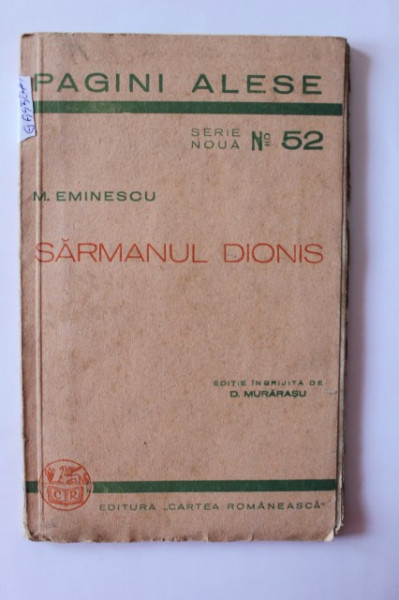 PAGINI ALESE
SERIE
NOUĂ No 52
M. EMINESCU
SĂRMANUL DIONIS
EDIȚIE ÎNGRIJITĂ DE
D. MURĂRAȘU
EDITURA „CARTEA ROMÂNEASCĂ"